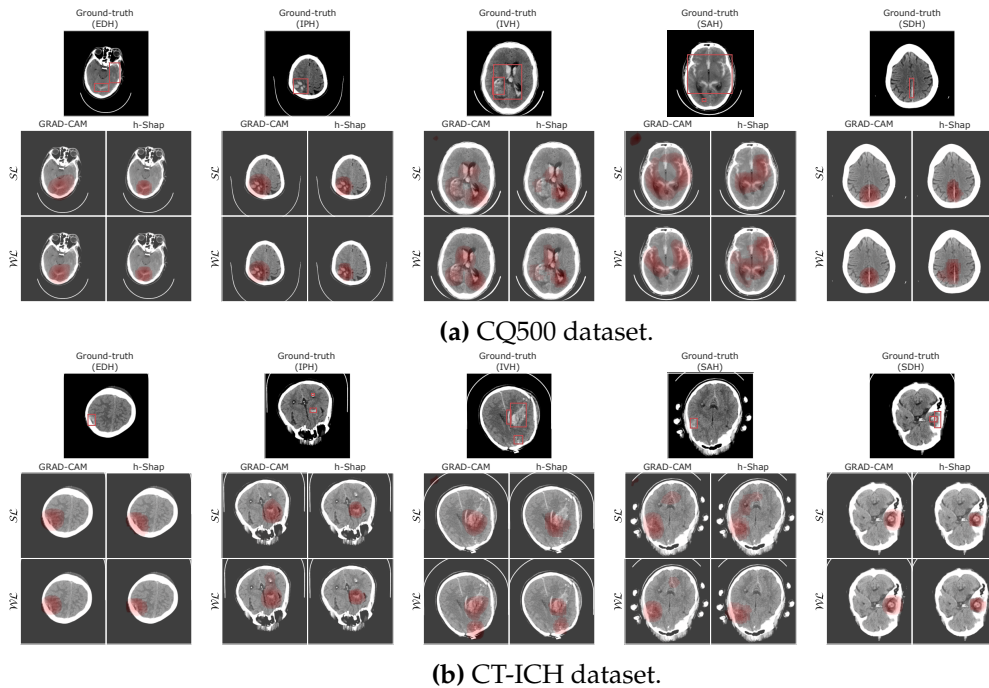 Ground-truth
(EDH)
Ground-truth
(IPH)
Ground-truth
(IVH)
Ground-truth
(SAH)
Ground-truth
(SDH)
GRAD-CAM h-Shap
GRAD-CAM h-Shap
GRAD-CAM h-Shap
GRAD-CAM h-Shap
GRAD-CAM h-Shap
SL SL SL SL SL
WL WL WL WL WL
(a) CQ500 dataset.
Ground-truth
(EDH)
Ground-truth
(IPH)
Ground-truth
(IVH)
Ground-truth
(SAH)
Ground-truth
(SDH)
GRAD-CAM h-Shap
GRAD-CAM h-Shap
GRAD-CAM h-Shap
GRAD-CAM h-Shap
GRAD-CAM h-Shap
SL SL SL SL SL
WL WL WL WL WL
(b) CT-ICH dataset.